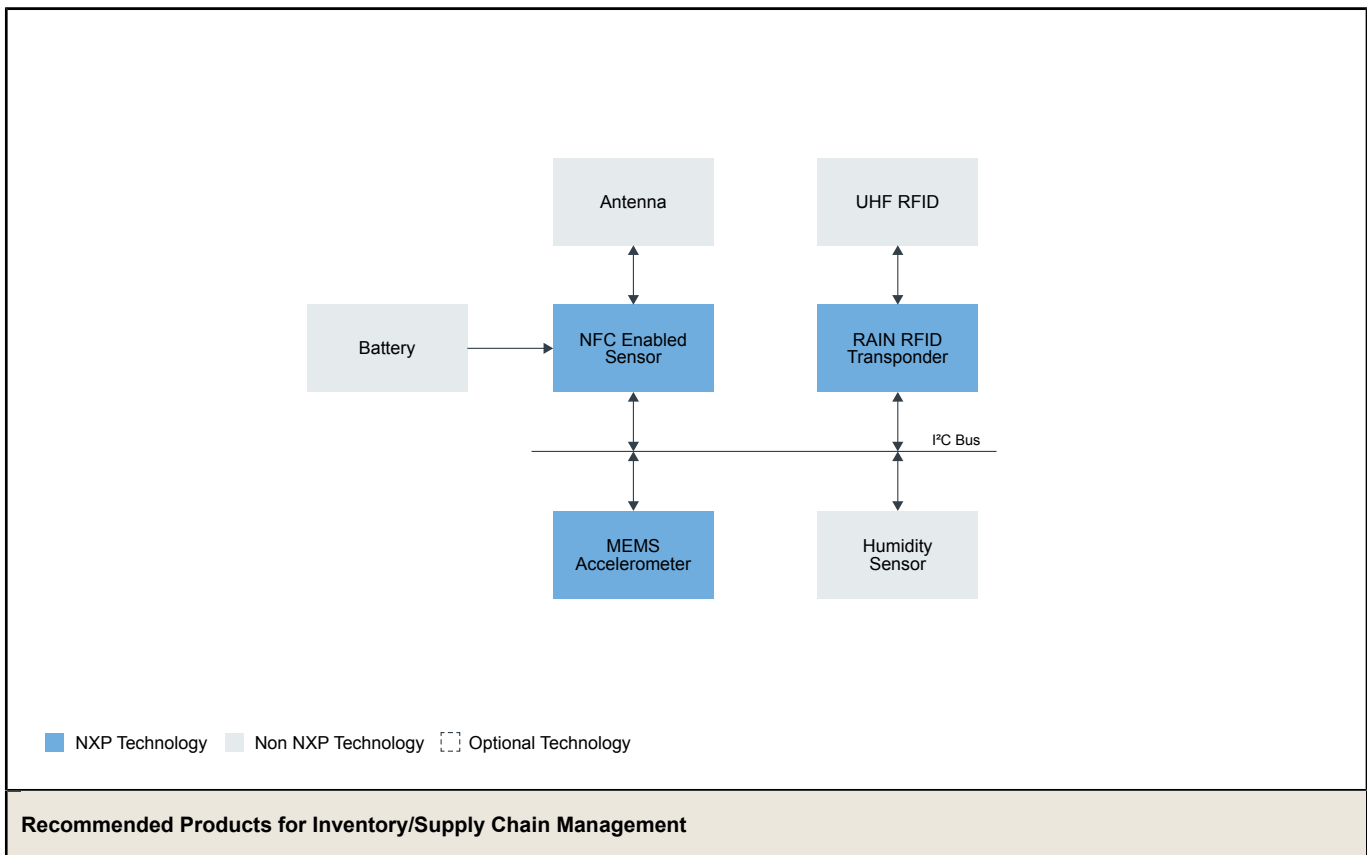 Antenna
UHF RFID
Battery
NFC Enabled
Sensor
RAIN RFID
Transponder
I²C Bus
MEMS
Accelerometer
Humidity
Sensor
NXP Technology
Non NXP Technology
Optional Technology
Recommended Products for Inventory/Supply Chain Management